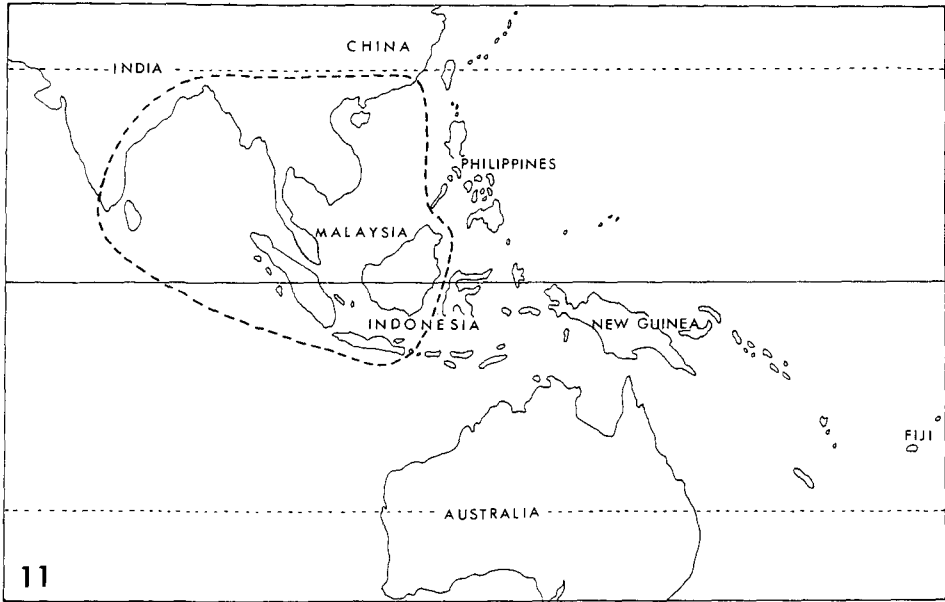 CHINA
INDIA
PHILIPPINES
MALAYSIA
INDONESIA
NEW GUINEA
FIJI
AUSTRALIA
11